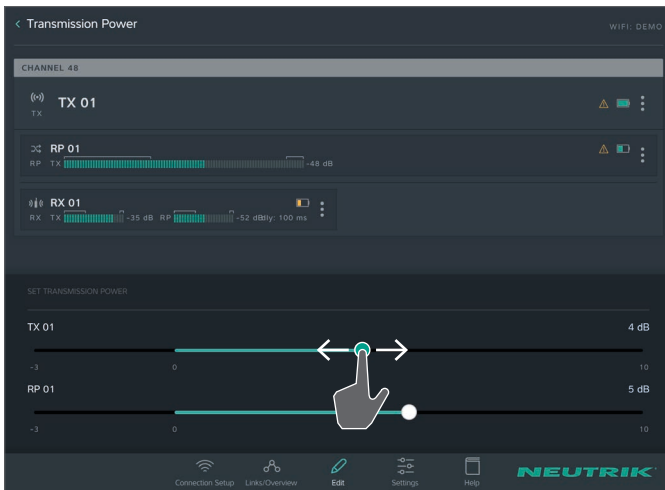 < Transmission Power
WIFI: DEMO
CHANNEL 48
TX 01
TX
RP 01
RP TX -48 dB
RX 01
RX TX -35 dB RP -52 dBdly: 100 ms
SET TRANSMISSION POWER
TX 01 4 dB
-3 0 10
RP 01 5 dB
-3 0 10
Connection Setup Links/Overview Edit Settings Help
NEUTRIK